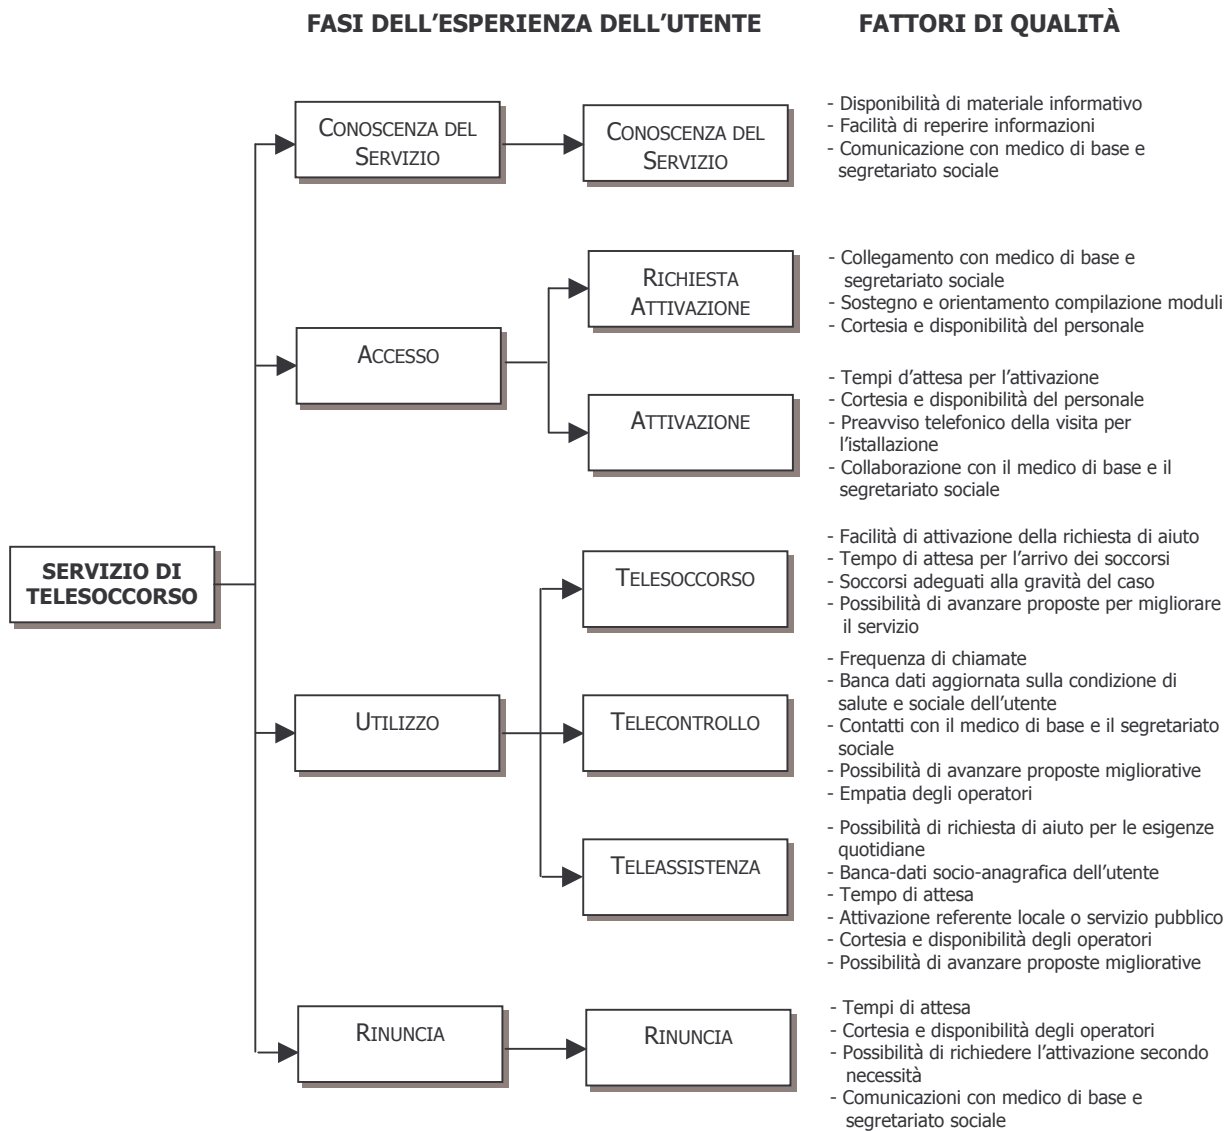 FASI DELL'ESPERIENZA DELL'UTENTE
FATTORI DI QUALITÀ
CONOSCENZA DEL
SERVIZIO
CONOSCENZA DEL
SERVIZIO
- Disponibilità di materiale informativo
- Facilità di reperire informazioni
- Comunicazione con medico di base e
segretariato sociale
ACCESSO
RICHIESTA
ATTIVAZIONE
- Collegamento con medico di base e
segretariato sociale
- Sostegno e orientamento compilazione moduli
- Cortesia e disponibilità del personale
ATTIVAZIONE
- Tempi d'attesa per l'attivazione
- Cortesia e disponibilità del personale
- Preavviso telefonico della visita per
l'istallazione
- Collaborazione con il medico di base e il
segretariato sociale
SERVIZIO DI
TELESOCCORSO
UTILIZZO
TELESOCCORSO
- Facilità di attivazione della richiesta di aiuto
- Tempo di attesa per l'arrivo dei soccorsi
- Soccorsi adeguati alla gravità del caso
- Possibilità di avanzare proposte per migliorare
il servizio
TELECONTROLLO
- Frequenza di chiamate
- Banca dati aggiornata sulla condizione di
salute e sociale dell'utente
- Contatti con il medico di base e il segretariato
sociale
- Possibilità di avanzare proposte migliorative
- Empatia degli operatori
TELEASSISTENZA
- Possibilità di richiesta di aiuto per le esigenze
quotidiane
- Banca-dati socio-anagrafica dell'utente
- Tempo di attesa
- Attivazione referente locale o servizio pubblico
- Cortesia e disponibilità degli operatori
- Possibilità di avanzare proposte migliorative
RINUNCIA
RINUNCIA
- Tempi di attesa
- Cortesia e disponibilità degli operatori
- Possibilità di richiedere l'attivazione secondo
necessità
- Comunicazioni con medico di base e
segretariato sociale